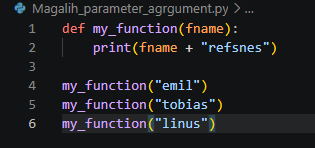 Magalih_parameter_agrgument.py > ...
1 def my_function(fname):
2     print(fname + "refsnes")
3
4 my_function("emil")
5 my_function("tobias")
6 my_function("linus")